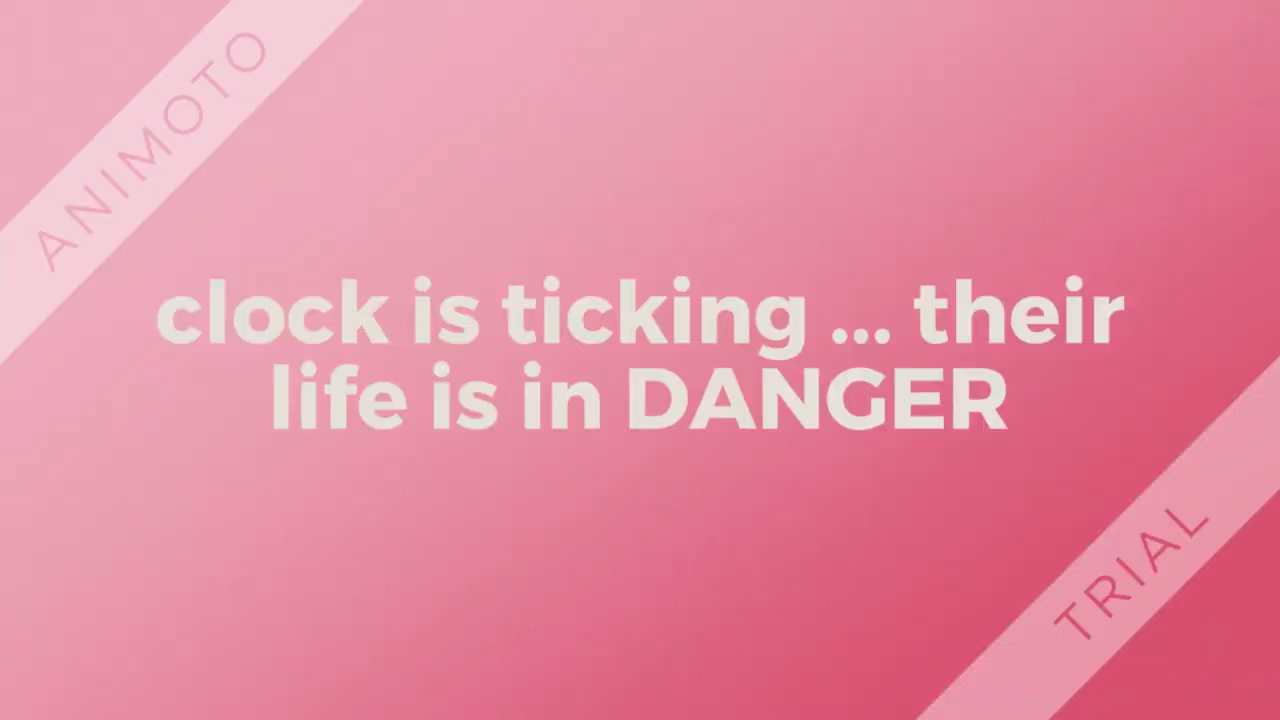 ANIMOTO
clock is ticking ... their
life is in DANGER
TRIAL